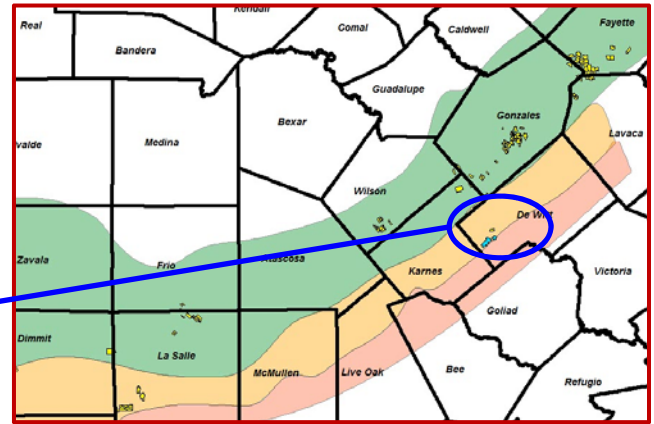 Real
Kendall
Comal
Caldwell
Fayette
Bandera
Guadalupe
Gonzales
Bexar
Medina
Lavaca
valde
Wilson
De Witt
Zavala
Frio
Atascosa
Karnes
Victoria
Goliad
Dimmit
La Salle
McMullen
Live Oak
Bee
Refugio